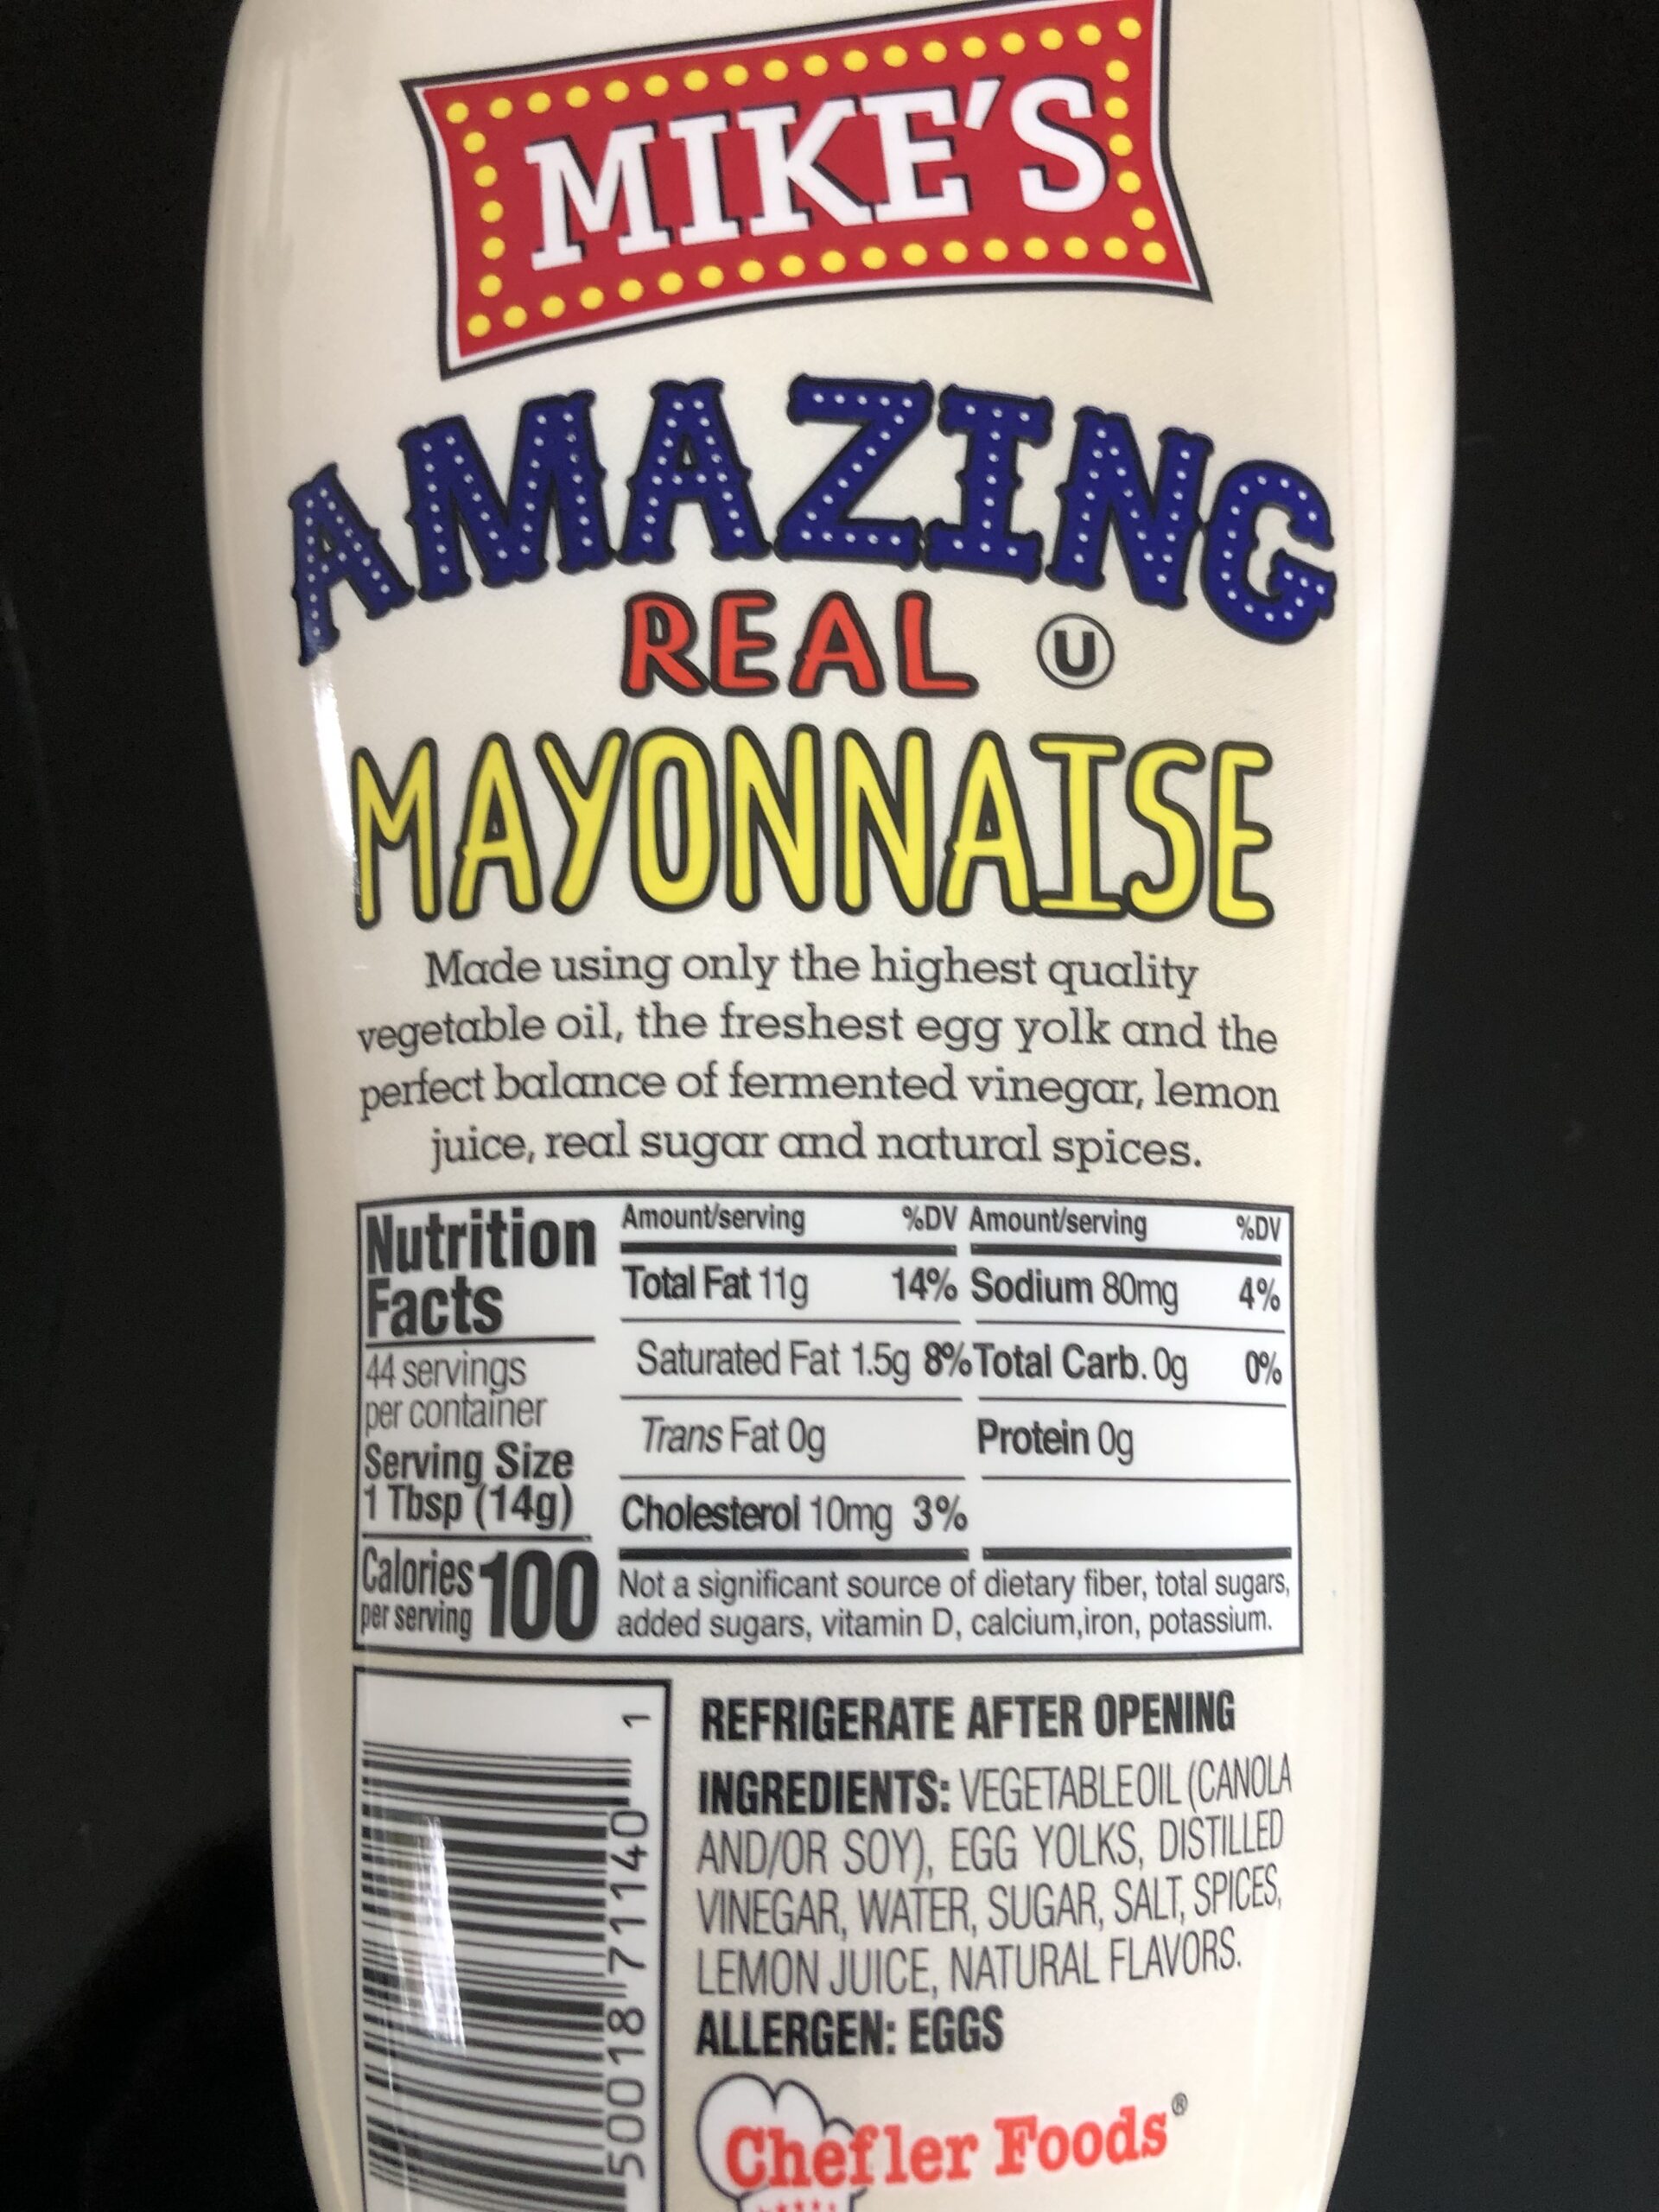 MIKE'S
AMAZING
REAL Ⓤ
MAYONNAISE
Made using only the highest quality
vegetable oil, the freshest egg yolk and the
perfect balance of fermented vinegar, lemon
juice, real sugar and natural spices.
Nutrition
Facts
44 servings
per container
Serving Size
1 Tbsp (14g)
Calories 100
per serving
Amount/serving %DV Amount/serving %DV
Total Fat 11g 14% Sodium 80mg 4%
Saturated Fat 1.5g 8% Total Carb. 0g 0%
Trans Fat 0g Protein 0g
Cholesterol 10mg 3%
Not a significant source of dietary fiber, total sugars,
added sugars, vitamin D, calcium,iron, potassium.
50018 71140 1
REFRIGERATE AFTER OPENING
INGREDIENTS: VEGETABLE OIL (CANOLA
AND/OR SOY), EGG YOLKS, DISTILLED
VINEGAR, WATER, SUGAR, SALT, SPICES,
LEMON JUICE, NATURAL FLAVORS.
ALLERGEN: EGGS
Chefler Foods®